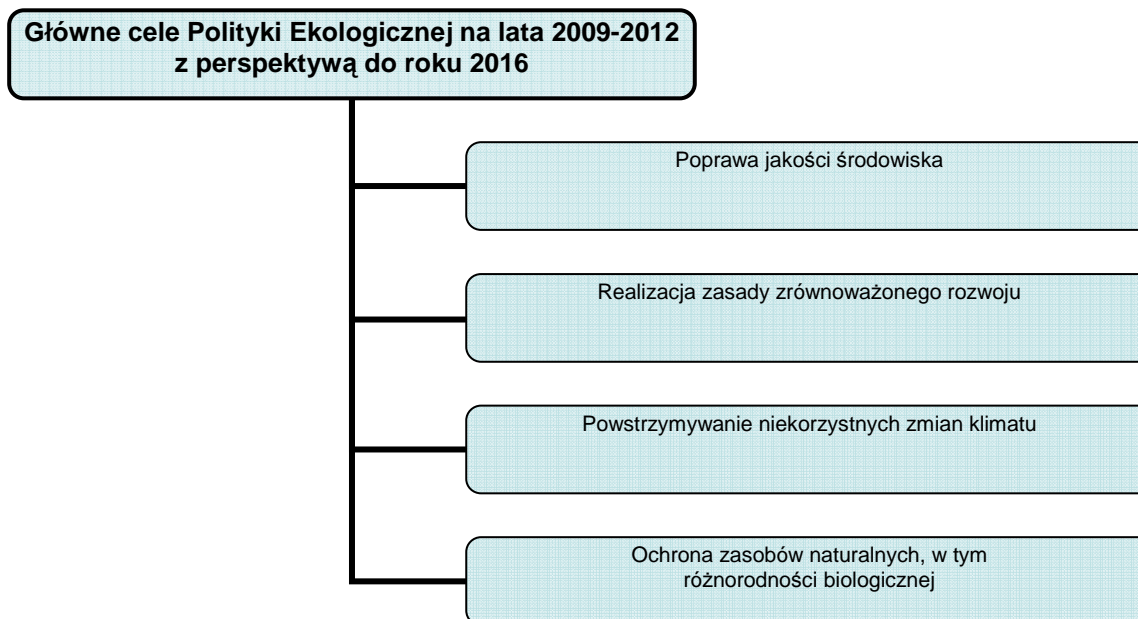 Główne cele Polityki Ekologicznej na lata 2009-2012
z perspektywą do roku 2016
Poprawa jakości środowiska
Realizacja zasady zrównoważonego rozwoju
Powstrzymywanie niekorzystnych zmian klimatu
Ochrona zasobów naturalnych, w tym
różnorodności biologicznej